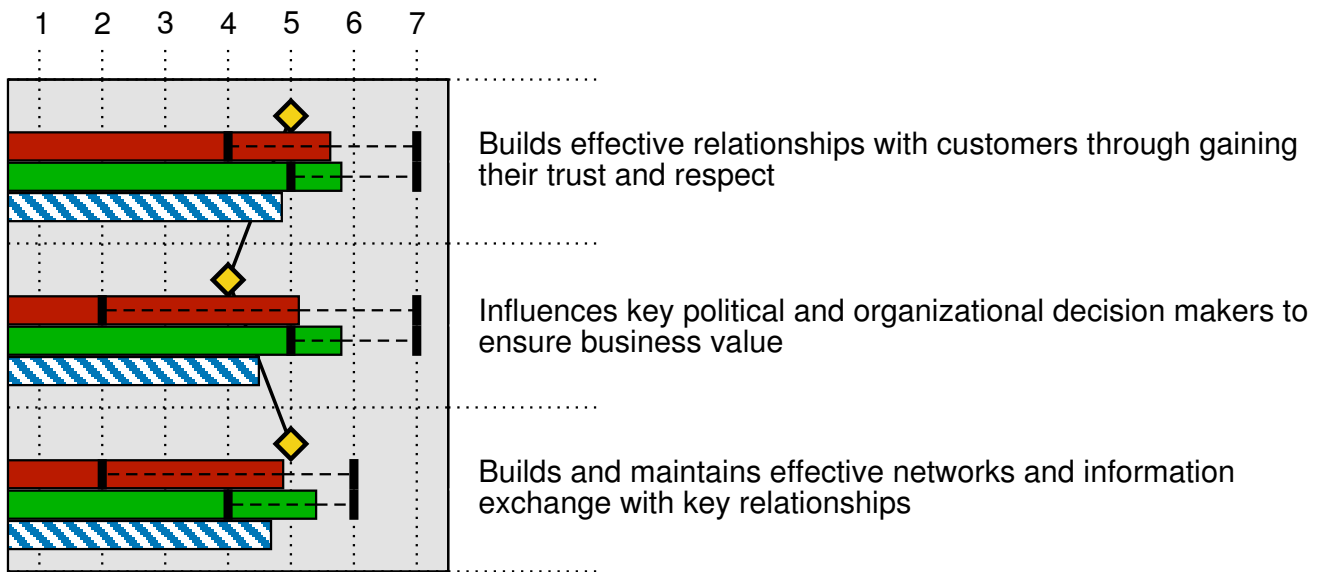 1 2 3 4 5 6 7
Builds effective relationships with customers through gaining
their trust and respect
Influences key political and organizational decision makers to
ensure business value
Builds and maintains effective networks and information
exchange with key relationships